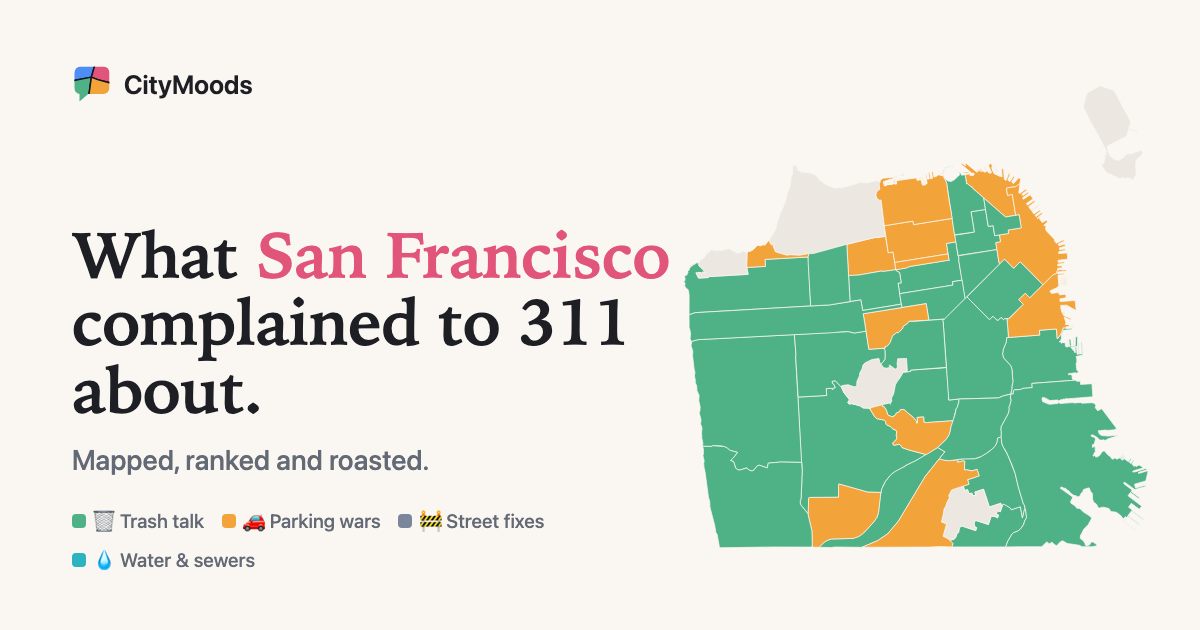 CityMoods
What San Francisco
complained to 311
about.
Mapped, ranked and roasted.
🗑️ Trash talk 🚗 Parking wars 🚧 Street fixes
💧 Water & sewers